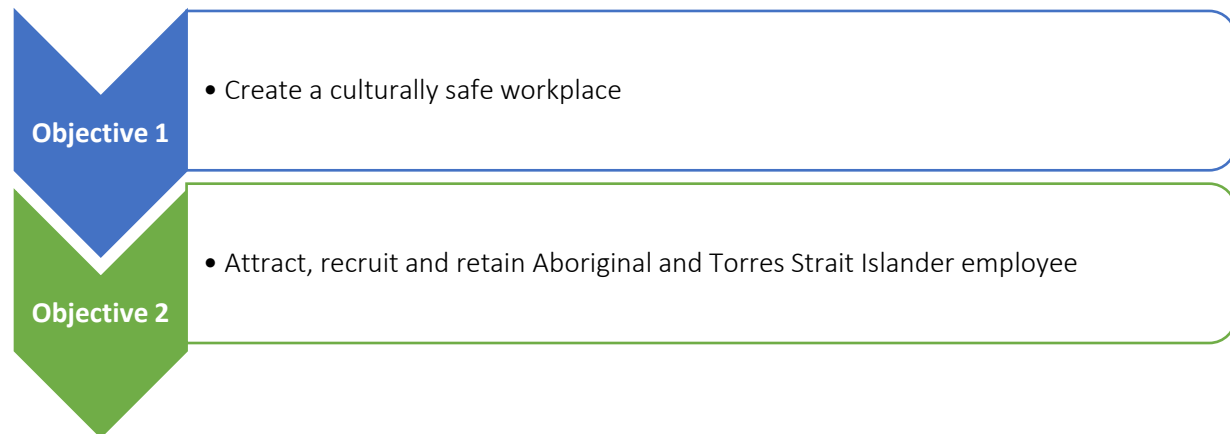 Objective 1
• Create a culturally safe workplace
Objective 2
• Attract, recruit and retain Aboriginal and Torres Strait Islander employee